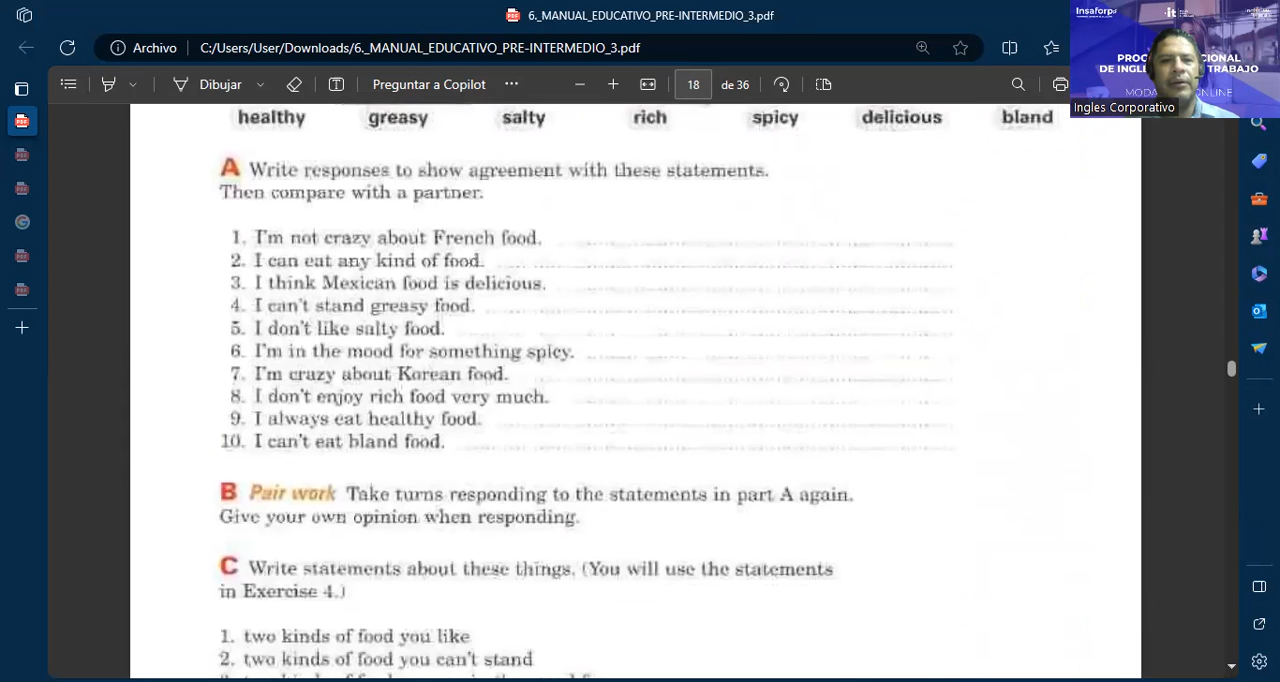 6._MANUAL_EDUCATIVO_PRE-INTERMEDIO_3.pdf
Archivo C:/Users/User/Downloads/6._MANUAL_EDUCATIVO_PRE-INTERMEDIO_3.pdf
Dibujar Preguntar a Copilot 18 de 36
Insaforp
it
DE INGL TRABAJO
Ingles Corporativo
healthy greasy salty rich spicy delicious bland
A Write responses to show agreement with these statements.
Then compare with a partner.
1. I'm not crazy about French food.
2. I can eat any kind of food.
3. I think Mexican food is delicious.
4. I can't stand greasy food.
5. I don't like salty food.
6. I'm in the mood for something spicy.
7. I'm crazy about Korean food.
8. I don't enjoy rich food very much.
9. I always eat healthy food.
10. I can't eat bland food.
B Pair work Take turns responding to the statements in part A again.
Give your own opinion when responding.
C Write statements about these things. (You will use the statements
in Exercise 4.)
1. two kinds of food you like
2. two kinds of food you can't stand